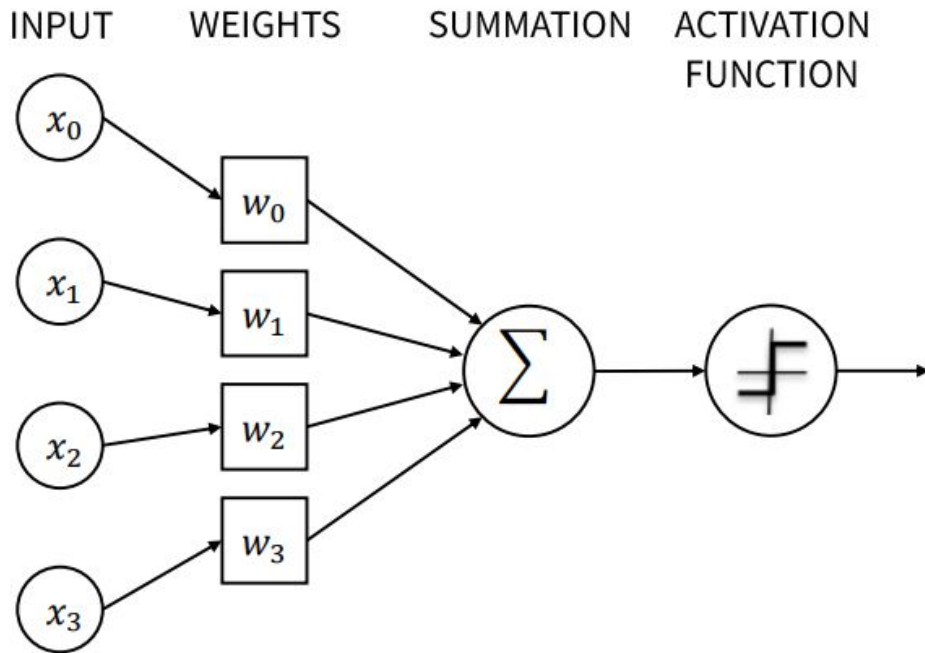 INPUT WEIGHTS SUMMATION ACTIVATION
FUNCTION
x₀
w₀
x₁
w₁
∑
w₂
x₂
w₃
x₃